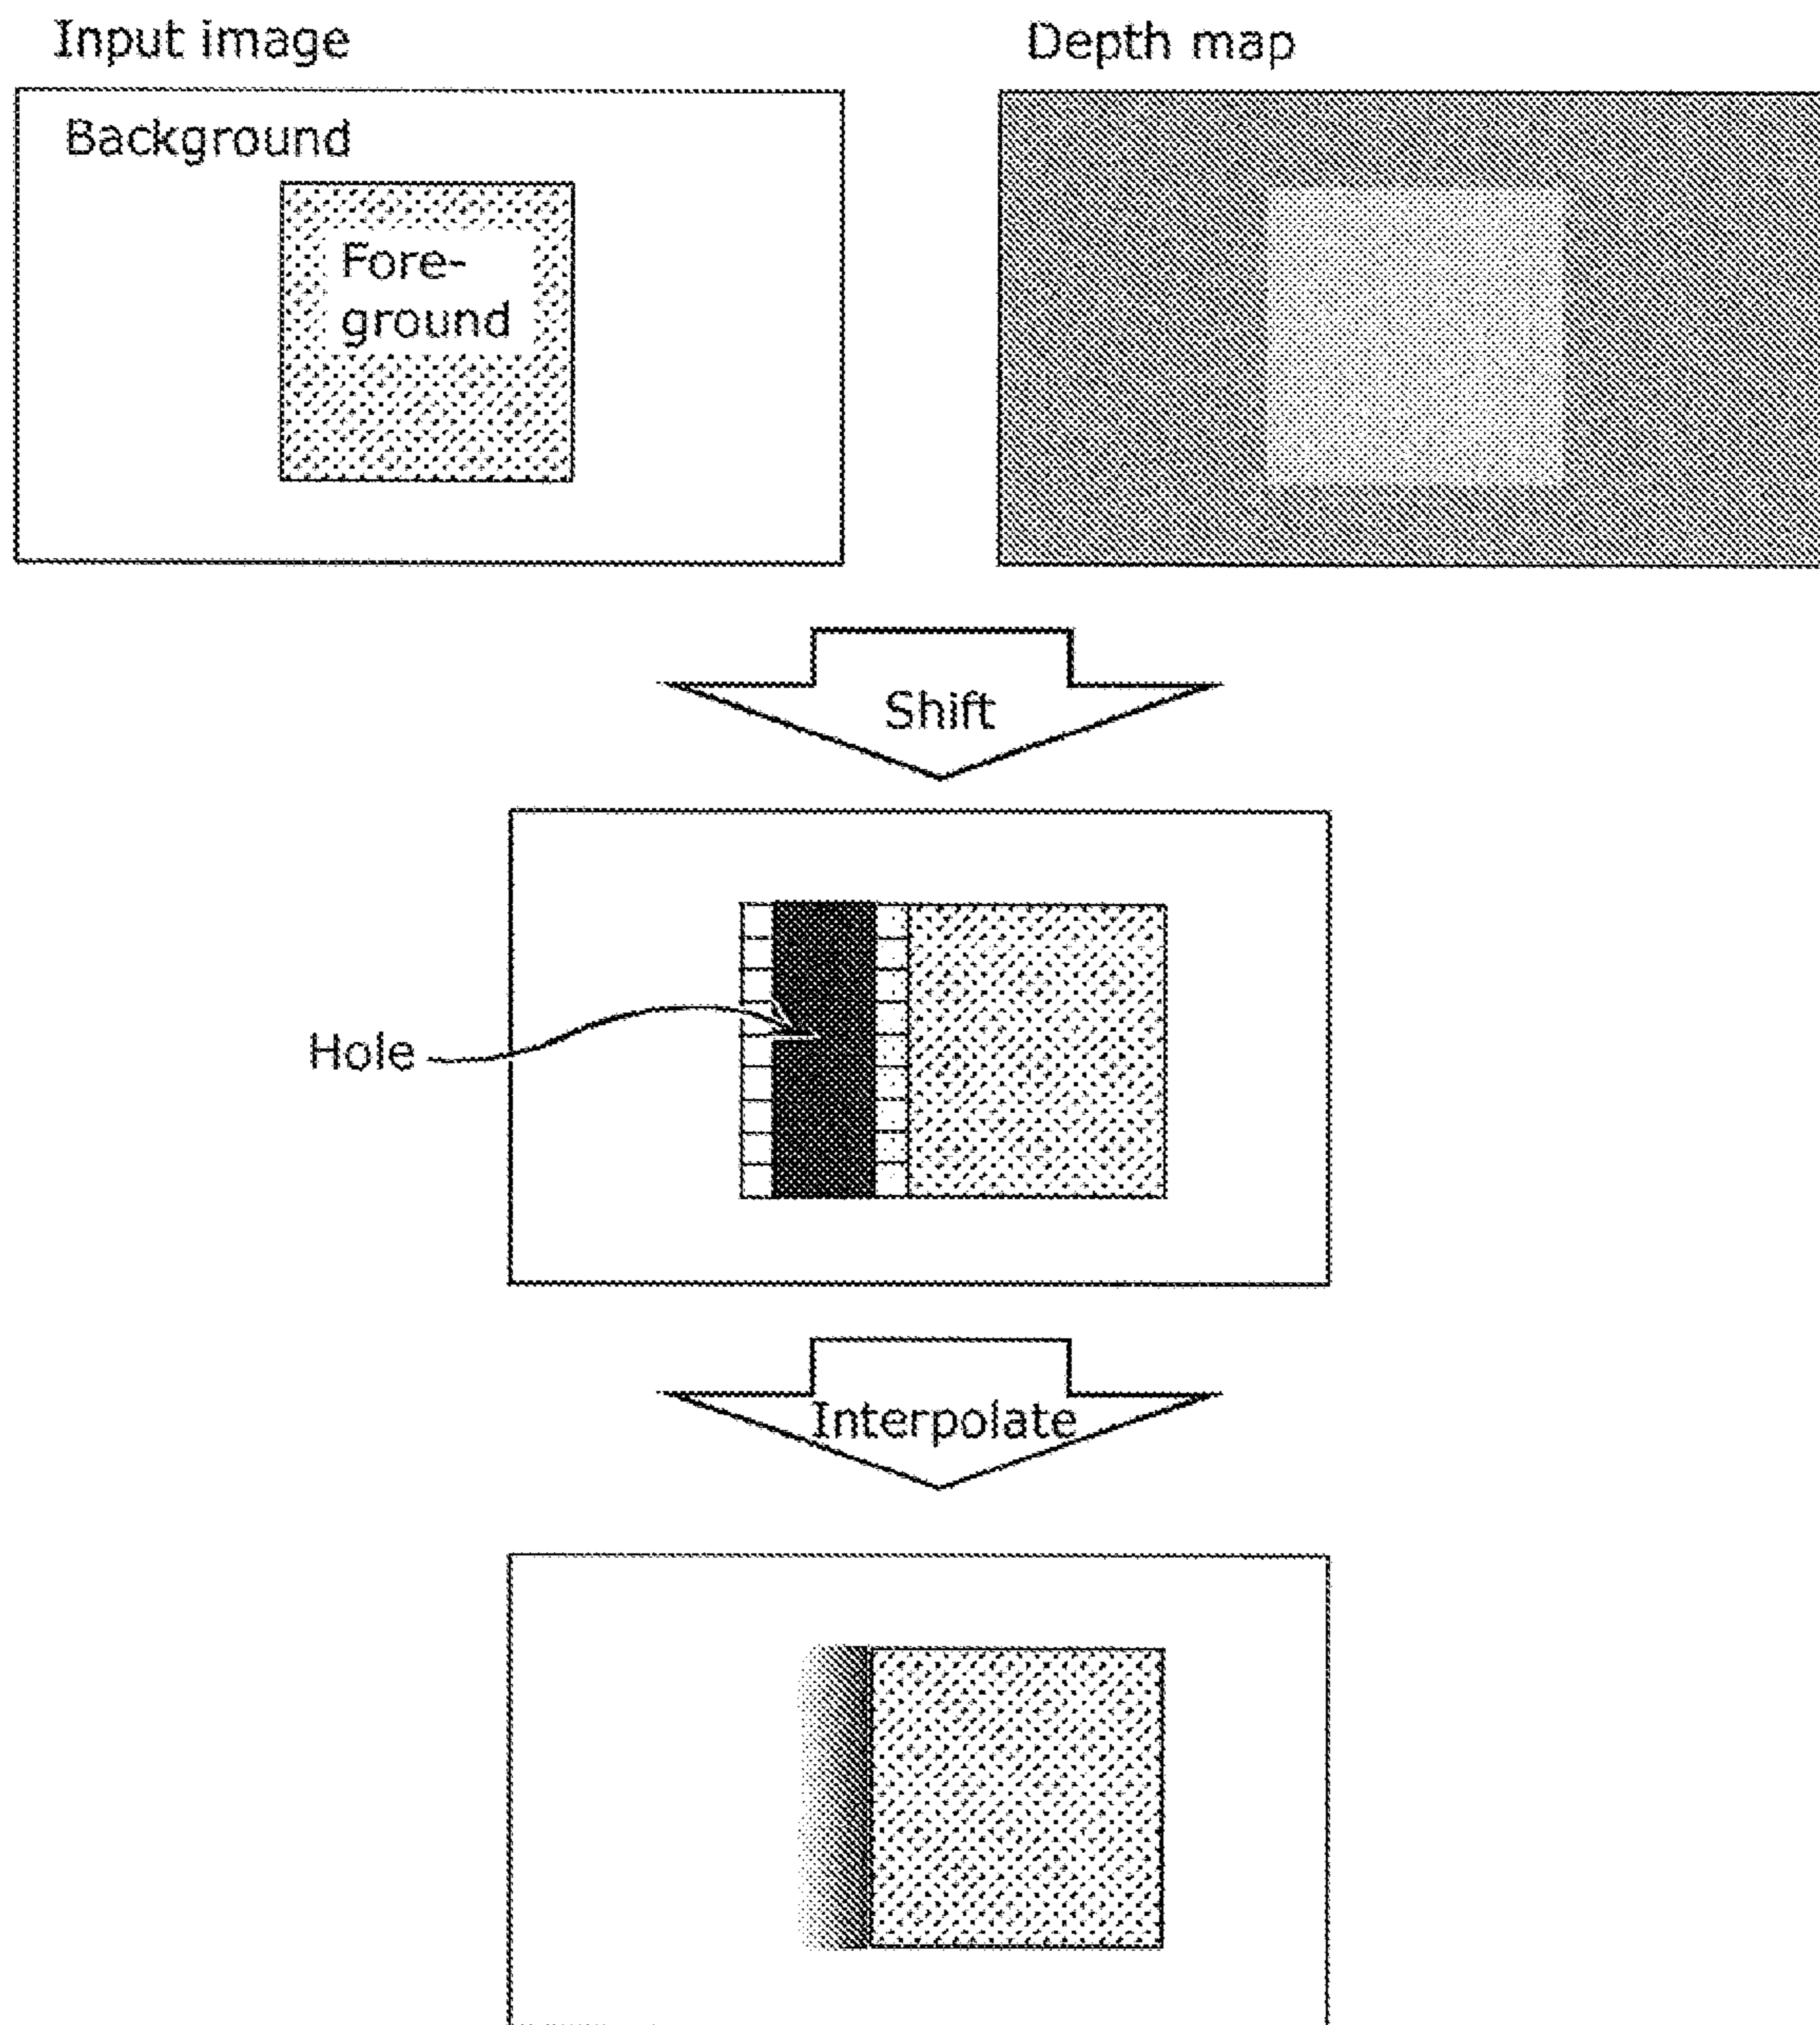 Input image
Depth map
Background
Fore-
ground
Shift
Hole
Interpolate